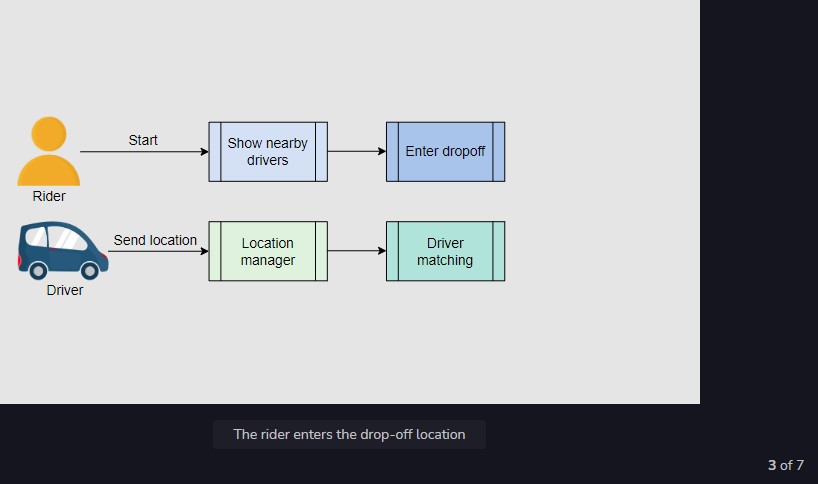 Start
Show nearby
drivers
Enter dropoff
Rider
Send location
Location
manager
Driver
matching
Driver
The rider enters the drop-off location
3 of 7